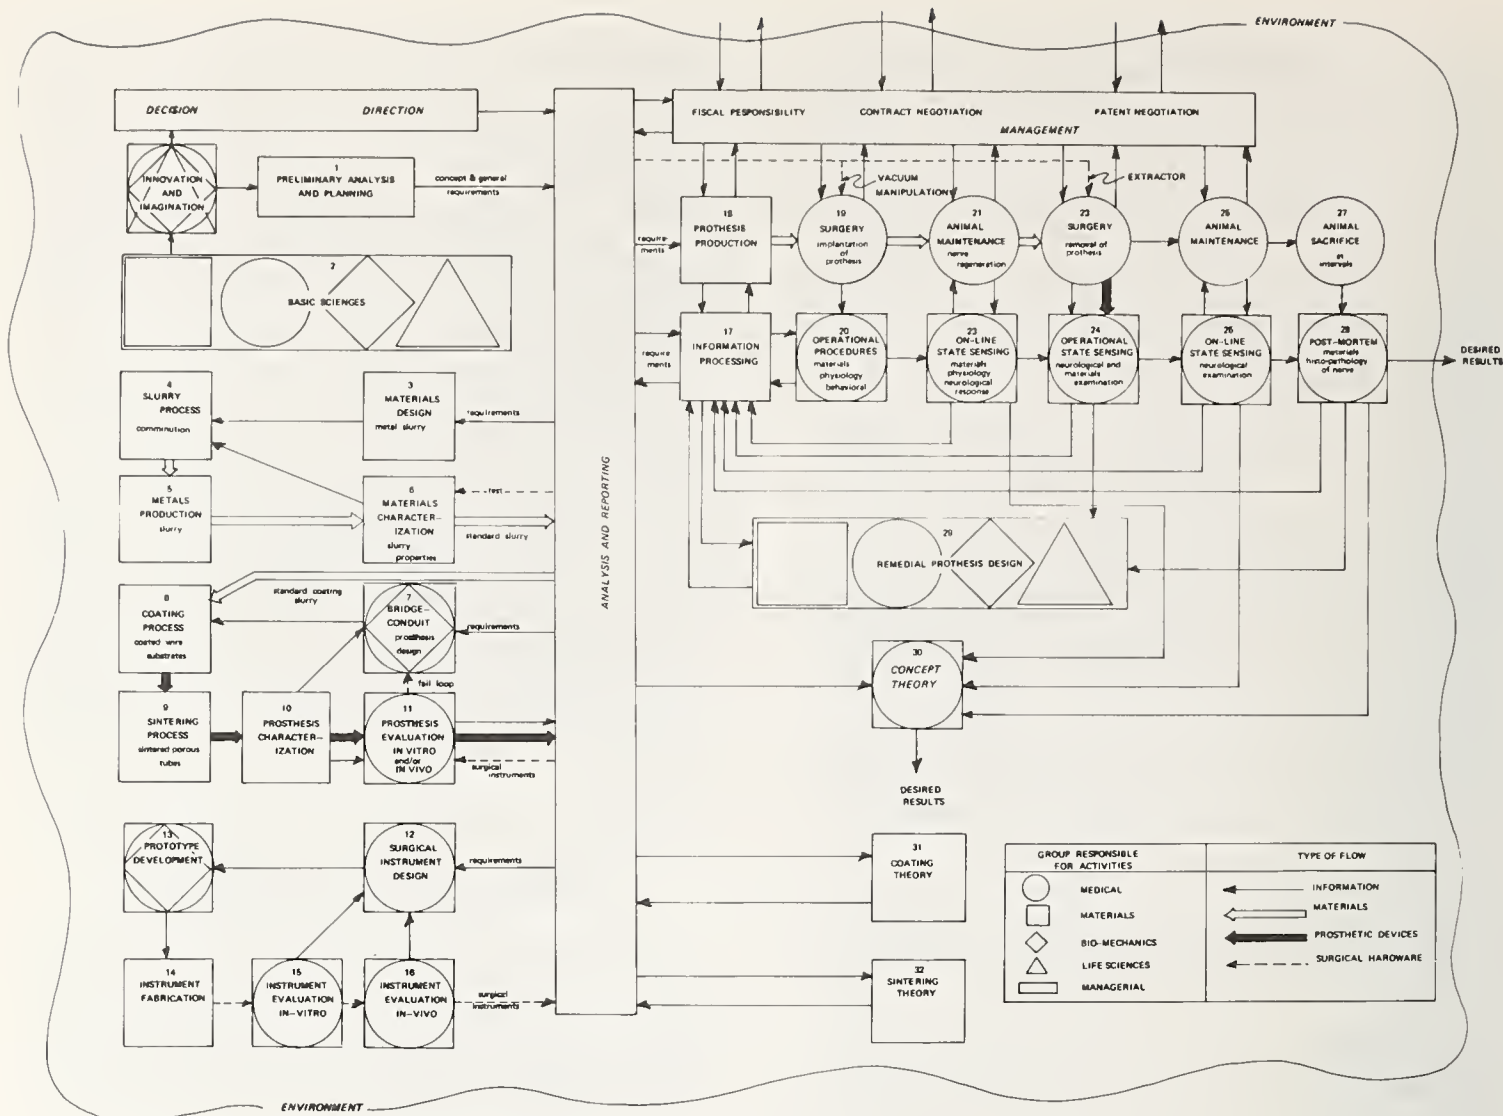 ENVIRONMENT
DECISION DIRECTION
INNOVATION
AND
IMAGINATION
1
PRELIMINARY ANALYSIS
AND PLANNING
concept & general
requirements
2
BASIC SCIENCES
4
SLURRY
PROCESS
comminution
3
MATERIALS
DESIGN
metal slurry
requirements
5
METALS
PRODUCTION
slurry
6
MATERIALS
CHARACTER-
IZATION
slurry
properties
test
standard slurry
standard coating
slurry
8
COATING
PROCESS
coated wire
substrates
7
BRIDGE-
CONDUIT
prosthesis
design
requirements
fail loop
9
SINTERING
PROCESS
sintered porous
tubes
10
PROSTHESIS
CHARACTER-
IZATION
11
PROSTHESIS
EVALUATION
IN VITRO
and/or
IN VIVO
surgical
instruments
13
PROTOTYPE
DEVELOPMENT
12
SURGICAL
INSTRUMENT
DESIGN
requirements
14
INSTRUMENT
FABRICATION
15
INSTRUMENT
EVALUATION
IN-VITRO
16
INSTRUMENT
EVALUATION
IN-VIVO
surgical
instruments
ANALYSIS AND REPORTING
FISCAL RESPONSIBILITY CONTRACT NEGOTIATION PATENT NEGOTIATION
MANAGEMENT
VACUUM
MANIPULATION
EXTRACTOR
require-
ments
18
PROTHESIS
PRODUCTION
19
SURGERY
implantation
of
prothesis
21
ANIMAL
MAINTENANCE
nerve
regeneration
23
SURGERY
removal of
prothesis
25
ANIMAL
MAINTENANCE
27
ANIMAL
SACRIFICE
at
intervals
require-
ments
17
INFORMATION
PROCESSING
20
OPERATIONAL
PROCEDURES
materials
physiology
behavioral
23
ON-LINE
STATE SENSING
materials
physiology
neurological
response
24
OPERATIONAL
STATE SENSING
neurological and
materials
examination
26
ON-LINE
STATE SENSING
neurological
examination
28
POST-MORTEM
materials
histo-pathology
of nerve
DESIRED
RESULTS
29
REMEDIAL PROTHESIS DESIGN
30
CONCEPT
THEORY
DESIRED
RESULTS
31
COATING
THEORY
32
SINTERING
THEORY
GROUP RESPONSIBLE
FOR ACTIVITIES
MEDICAL
MATERIALS
BIO-MECHANICS
LIFE SCIENCES
MANAGERIAL
TYPE OF FLOW
INFORMATION
MATERIALS
PROSTHETIC DEVICES
SURGICAL HARDWARE
ENVIRONMENT